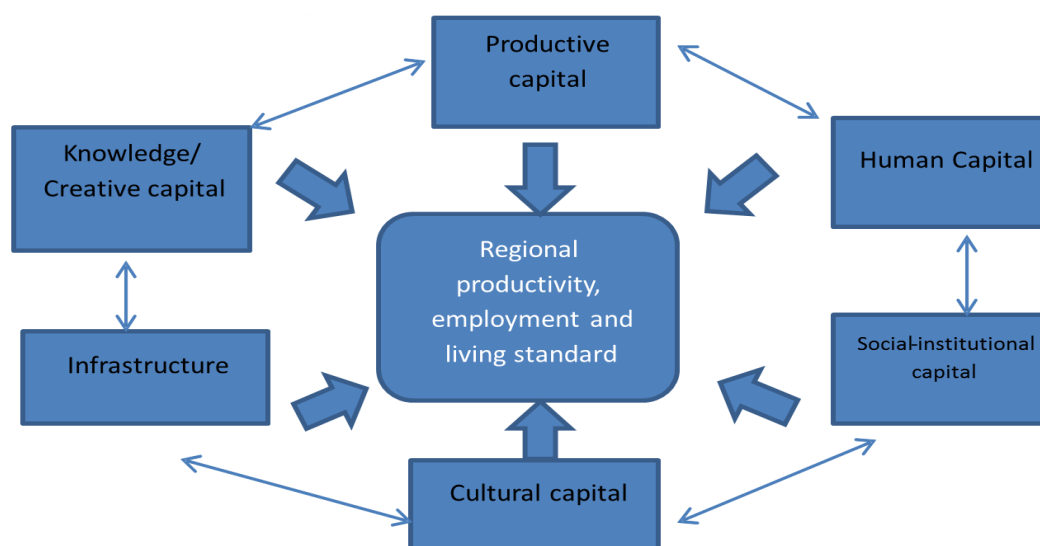 Productive
capital
Knowledge/
Creative capital
Human Capital
Regional
productivity,
employment and
living standard
Infrastructure
Social-institutional
capital
Cultural capital